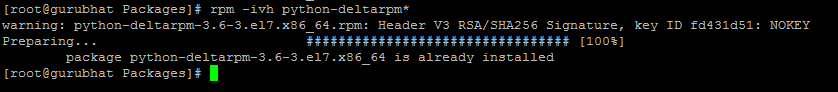 [root@gurubhat Packages]# rpm -ivh python-deltarpm*
warning: python-deltarpm-3.6-3.el7.x86_64.rpm: Header V3 RSA/SHA256 Signature, key ID fd431d51: NOKEY
Preparing...                          ################################# [100%]
        package python-deltarpm-3.6-3.el7.x86_64 is already installed
[root@gurubhat Packages]#